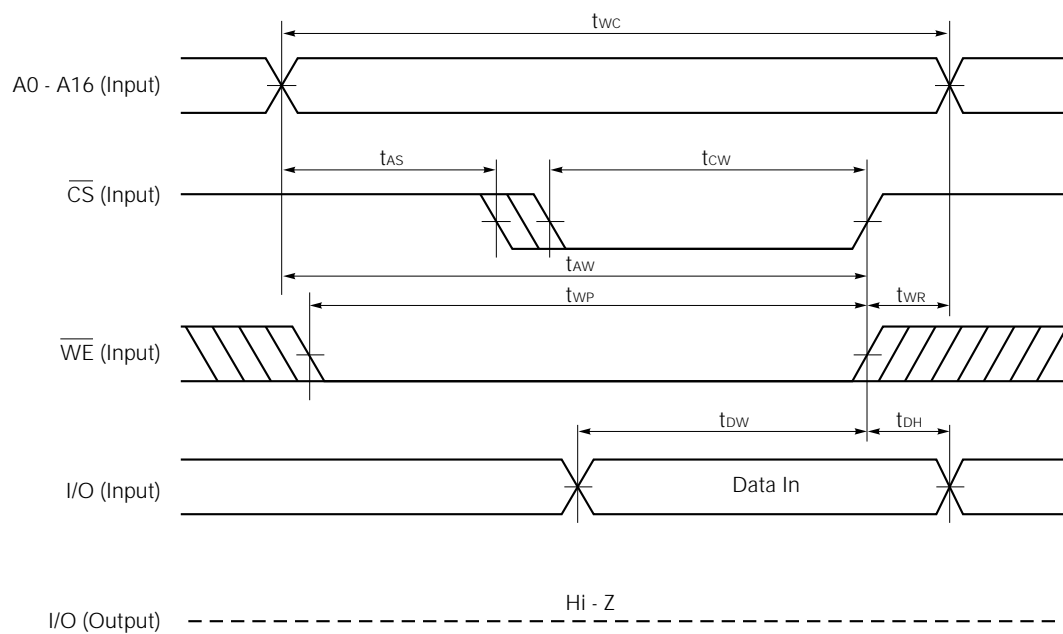 tWC
A0 - A16 (Input)
tAS
tCW
CS (Input)
tAW
tWP
tWR
WE (Input)
tDW
tDH
I/O (Input)
Data In
Hi - Z
I/O (Output)